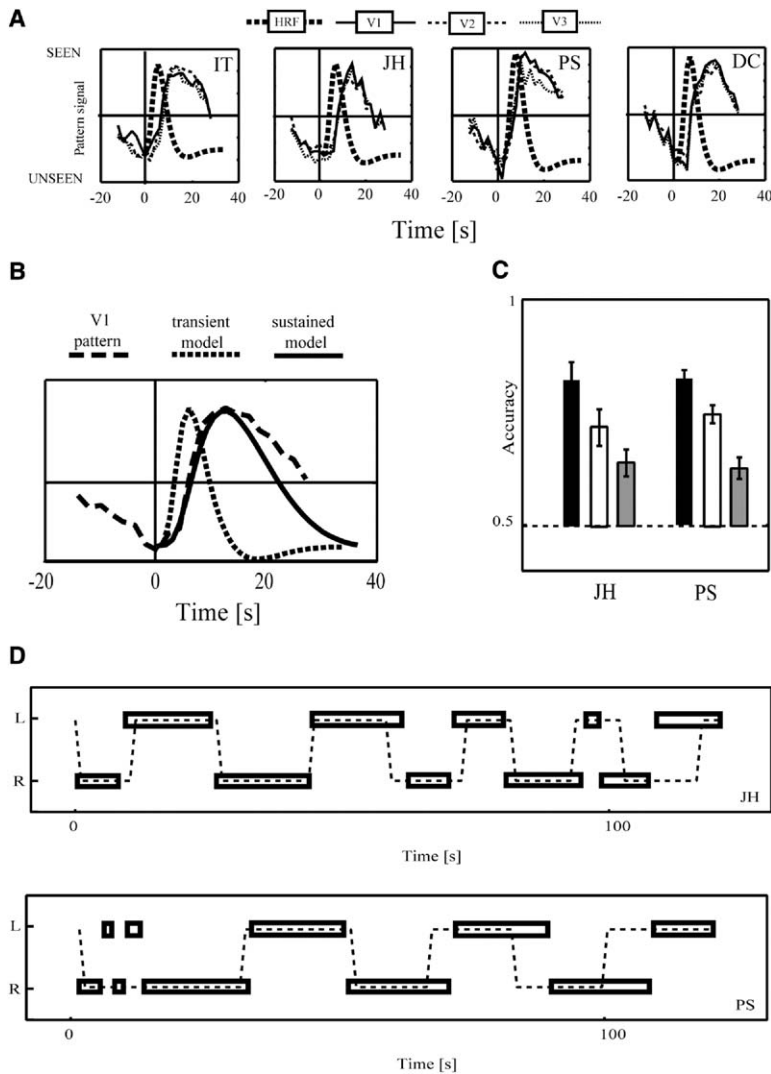 A
HRF V1 V2 V3
SEEN
IT JH PS DC
Pattern signal
UNSEEN
-20 0 20 40 -20 0 20 40 -20 0 20 40 -20 0 20 40
Time [s]
B
V1 pattern
transient model
sustained model
-20 0 20 40
Time [s]
C
1
Accuracy
0.5
JH PS
D
L
R
JH
0 100
Time [s]
L
R
PS
0 100
Time [s]